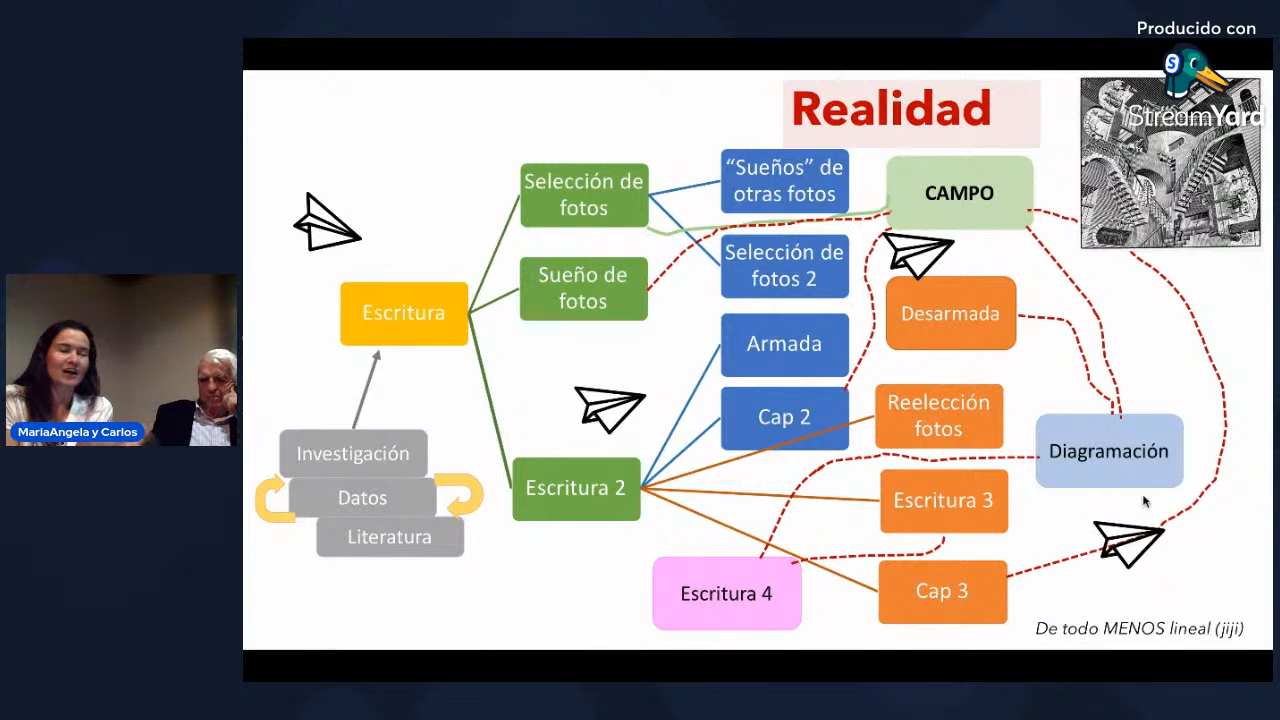 Producido con
StreamYard
Realidad
Selección de
fotos
"Sueños" de
otras fotos
CAMPO
Sueño de
fotos
Selección de
fotos 2
Escritura
Desarmada
Armada
Cap 2
Reelección
fotos
Diagramación
Investigación
Datos
Literatura
Escritura 2
Escritura 3
Escritura 4
Cap 3
De todo MENOS lineal (jiji)
MariaAngela y Carlos